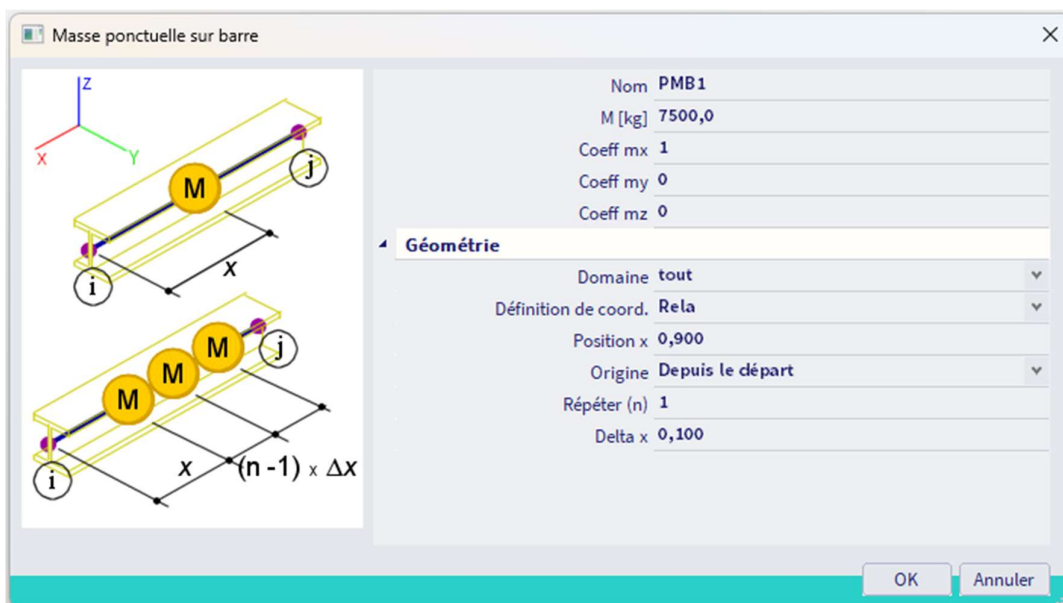 Masse ponctuelle sur barre
Z
X
Y
M
j
i
x
M
M
M
j
i
x
(n -1) x Δx
Nom PMB1
M [kg] 7500,0
Coeff mx 1
Coeff my 0
Coeff mz 0
Géométrie
Domaine tout
Définition de coord. Rela
Position x 0,900
Origine Depuis le départ
Répéter (n) 1
Delta x 0,100
OK
Annuler